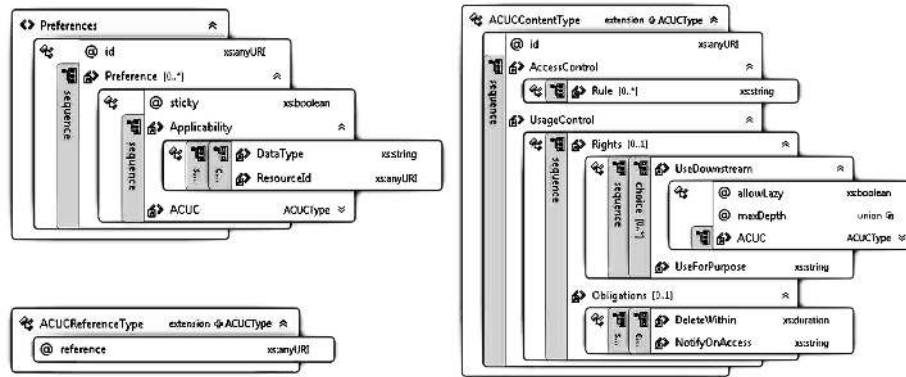 Preferences
@ id xs:anyURI
Preference [0..*]
sequence
@ sticky xs:boolean
Applicability
sequence
S... C... DataType xs:string
ResourceId xs:anyURI
ACUC ACUCType
ACUCReferenceType extension ACUCType
@ reference xs:anyURI
ACUCContentType extension ACUCType
@ id xs:anyURI
AccessControl
sequence
Rule [0..*] xs:string
UsageControl
sequence
Rights [0..1]
sequence
choice [0..*]
UseDownstream
@ allowLazy xs:boolean
@ maxDepth union
ACUC ACUCType
UseForPurpose xs:string
Obligations [0..1]
S... C... DeleteWithin xs:duration
NotifyOnAccess xs:string